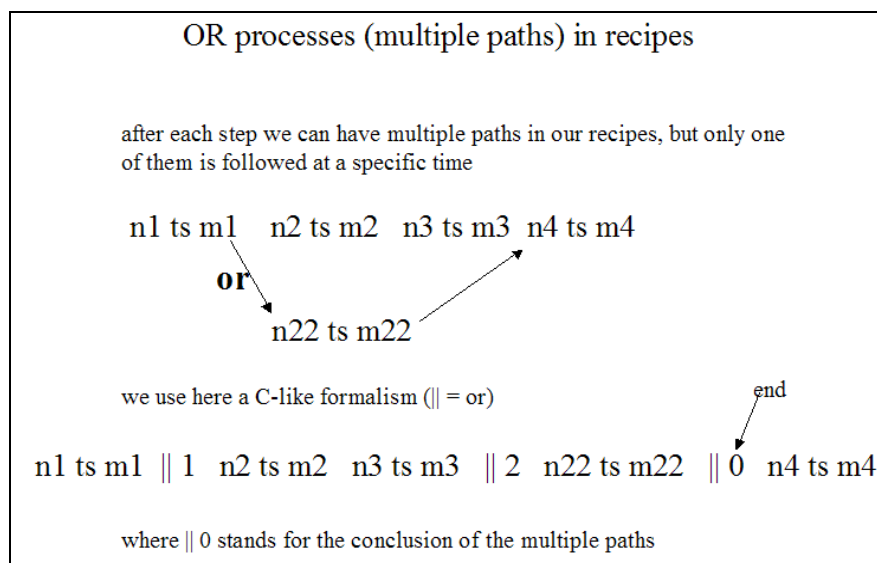 OR processes (multiple paths) in recipes
after each step we can have multiple paths in our recipes, but only one
of them is followed at a specific time
n1 ts m1 n2 ts m2 n3 ts m3 n4 ts m4
or
n22 ts m22
we use here a C-like formalism (|| = or)
end
n1 ts m1 || 1 n2 ts m2 n3 ts m3 || 2 n22 ts m22 || 0 n4 ts m4
where || 0 stands for the conclusion of the multiple paths